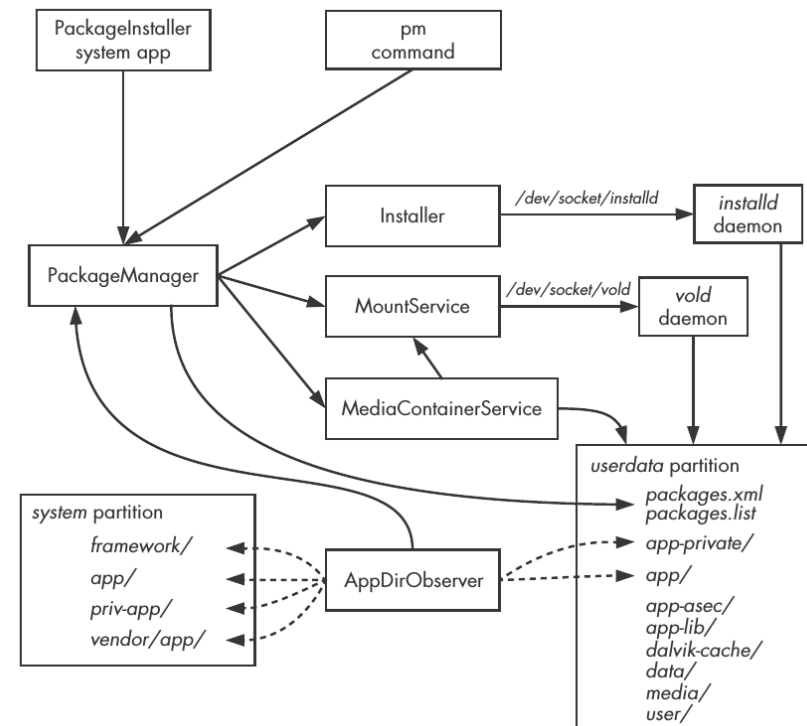 PackageInstaller
system app
pm
command
Installer
/dev/socket/installd
installd
daemon
PackageManager
MountService
/dev/socket/vold
vold
daemon
MediaContainerService
userdata partition
packages.xml
packages.list
app-private/
app/
app-asec/
app-lib/
dalvik-cache/
data/
media/
user/
system partition
framework/
app/
priv-app/
vendor/app/
AppDirObserver